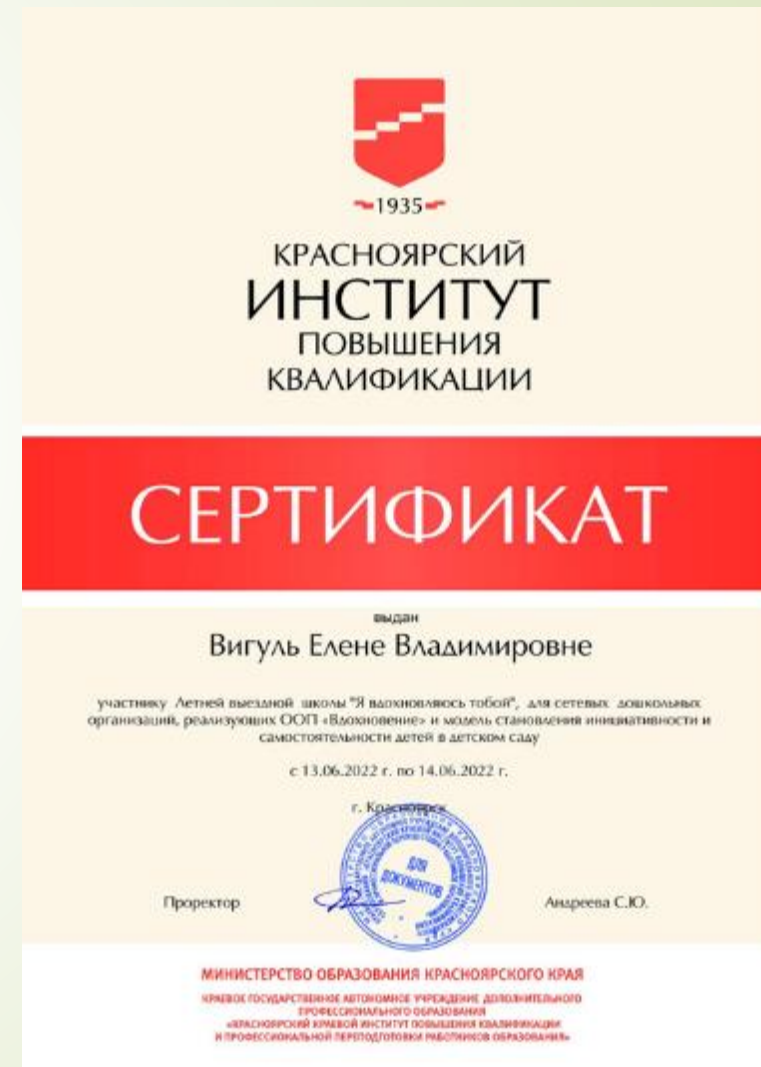 1935
КРАСНОЯРСКИЙ
ИНСТИТУТ
ПОВЫШЕНИЯ
КВАЛИФИКАЦИИ
СЕРТИФИКАТ
выдан
Вигуль Елене Владимировне
участнику Летней выездной школы "Я вдохновляюсь тобой", для сетевых дошкольных
организаций, реализующих ООП «Вдохновение» и модель становления инициативности и
самостоятельности детей в детском саду
с 13.06.2022 г. по 14.06.2022 г.
г. Красноярск
ДЛЯ
ДОКУМЕНТОВ
Проректор
Андреева С.Ю.
МИНИСТЕРСТВО ОБРАЗОВАНИЯ КРАСНОЯРСКОГО КРАЯ
КРАЕВОЕ ГОСУДАРСТВЕННОЕ АВТОНОМНОЕ УЧРЕЖДЕНИЕ ДОПОЛНИТЕЛЬНОГО
ПРОФЕССИОНАЛЬНОГО ОБРАЗОВАНИЯ
«КРАСНОЯРСКИЙ КРАЕВОЙ ИНСТИТУТ ПОВЫШЕНИЯ КВАЛИФИКАЦИИ
И ПРОФЕССИОНАЛЬНОЙ ПЕРЕПОДГОТОВКИ РАБОТНИКОВ ОБРАЗОВАНИЯ»